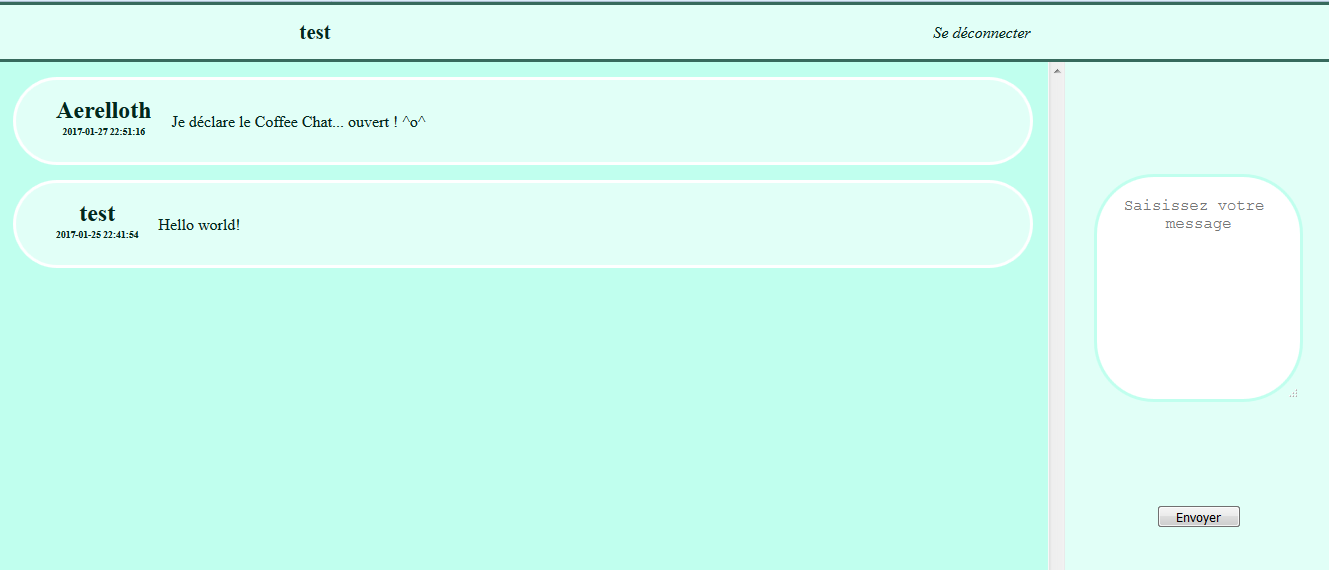 test
Se déconnecter
Aerelloth
2017-01-27 22:51:16
Je déclare le Coffee Chat... ouvert ! ^o^
test
2017-01-25 22:41:54
Hello world!
Saisissez votre
message
Envoyer